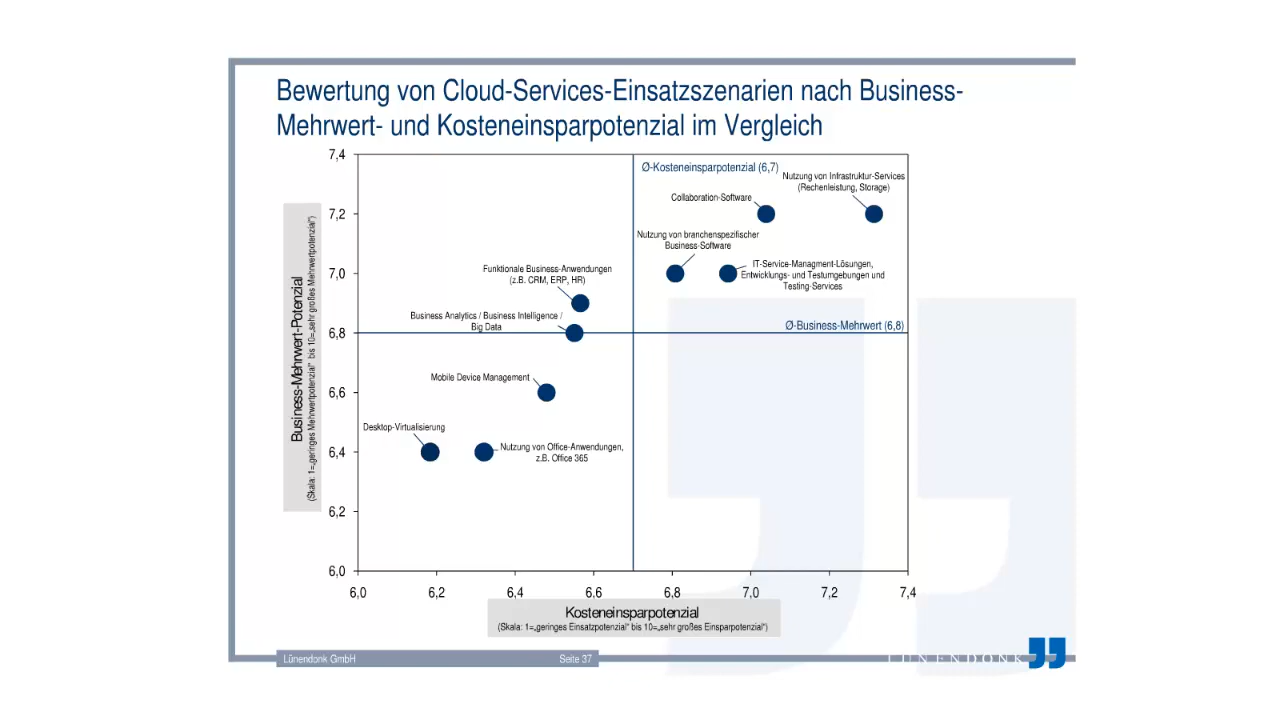 Bewertung von Cloud-Services-Einsatzszenarien nach Business-
Mehrwert- und Kosteneinsparpotenzial im Vergleich
7,4
7,2
7,0
6,8
6,6
6,4
6,2
6,0
Business-Mehrwert-Potenzial
(Skala: 1=„geringes Mehrwertpotenzial" bis 10=„sehr großes Mehrwertpotenzial")
Ø-Kosteneinsparpotenzial (6,7)
Nutzung von Infrastruktur-Services
(Rechenleistung, Storage)
Collaboration-Software
Nutzung von branchenspezifischer
Business-Software
IT-Service-Managment-Lösungen,
Entwicklungs- und Testumgebungen und
Testing-Services
Funktionale Business-Anwendungen
(z.B. CRM, ERP, HR)
Business Analytics / Business Intelligence /
Big Data
Ø-Business-Mehrwert (6,8)
Mobile Device Management
Desktop-Virtualisierung
Nutzung von Office-Anwendungen,
z.B. Office 365
6,0
6,2
6,4
6,6
6,8
7,0
7,2
7,4
Kosteneinsparpotenzial
(Skala: 1=„geringes Einsatzpotenzial" bis 10=„sehr großes Einsparpotenzial")
Lünendonk GmbH
Seite 37
LÜNENDONK